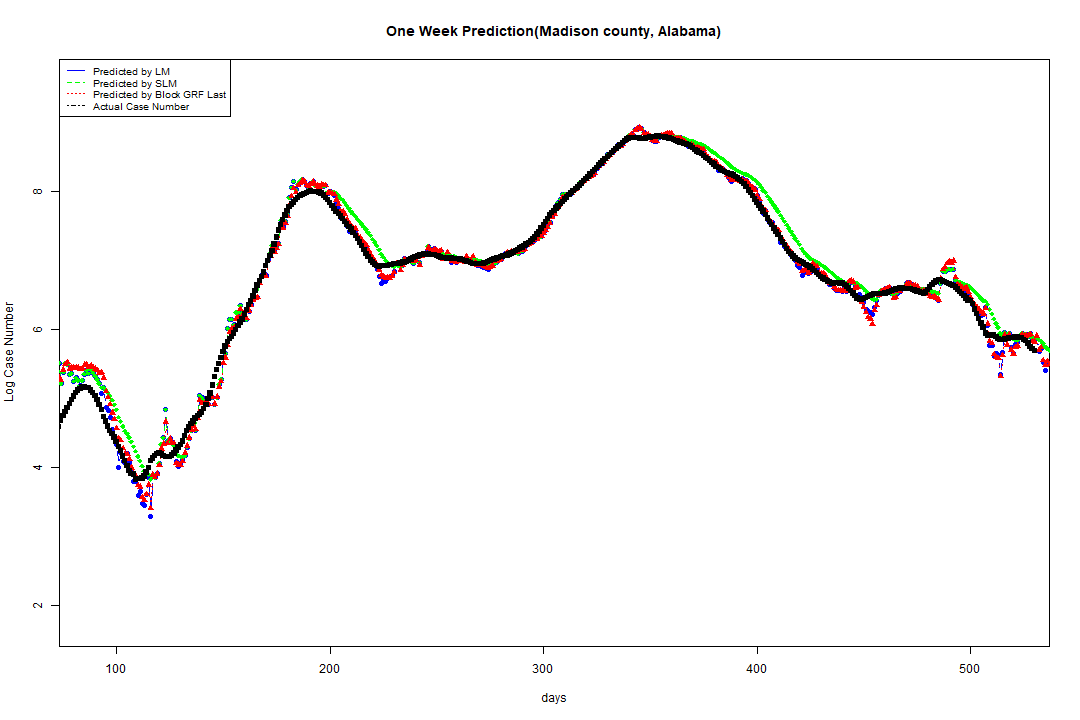 One Week Prediction(Madison county, Alabama)
Predicted by LM
Predicted by SLM
Predicted by Block GRF Last
Actual Case Number
8
6
4
2
Log Case Number
100 200 300 400 500
days